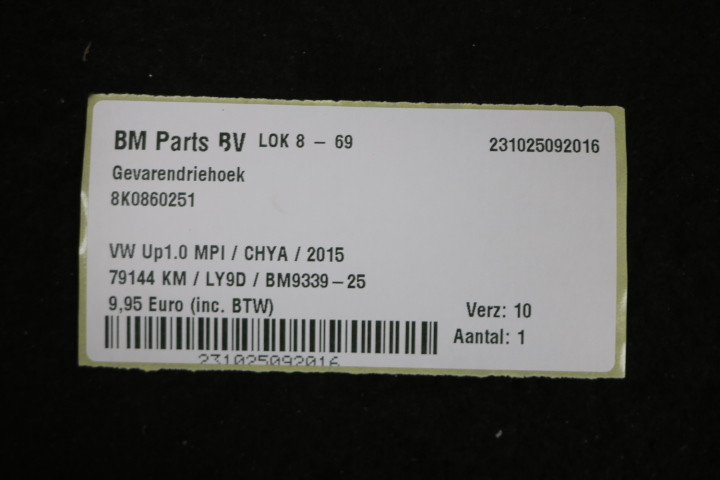 BM Parts BV LOK 8 - 69 231025092016
Gevarendriehoek
8K0860251
VW Up1.0 MPI / CHYA / 2015
79144 KM / LY9D / BM9339-25
9,95 Euro (inc. BTW) Verz: 10
Aantal: 1
231025092016